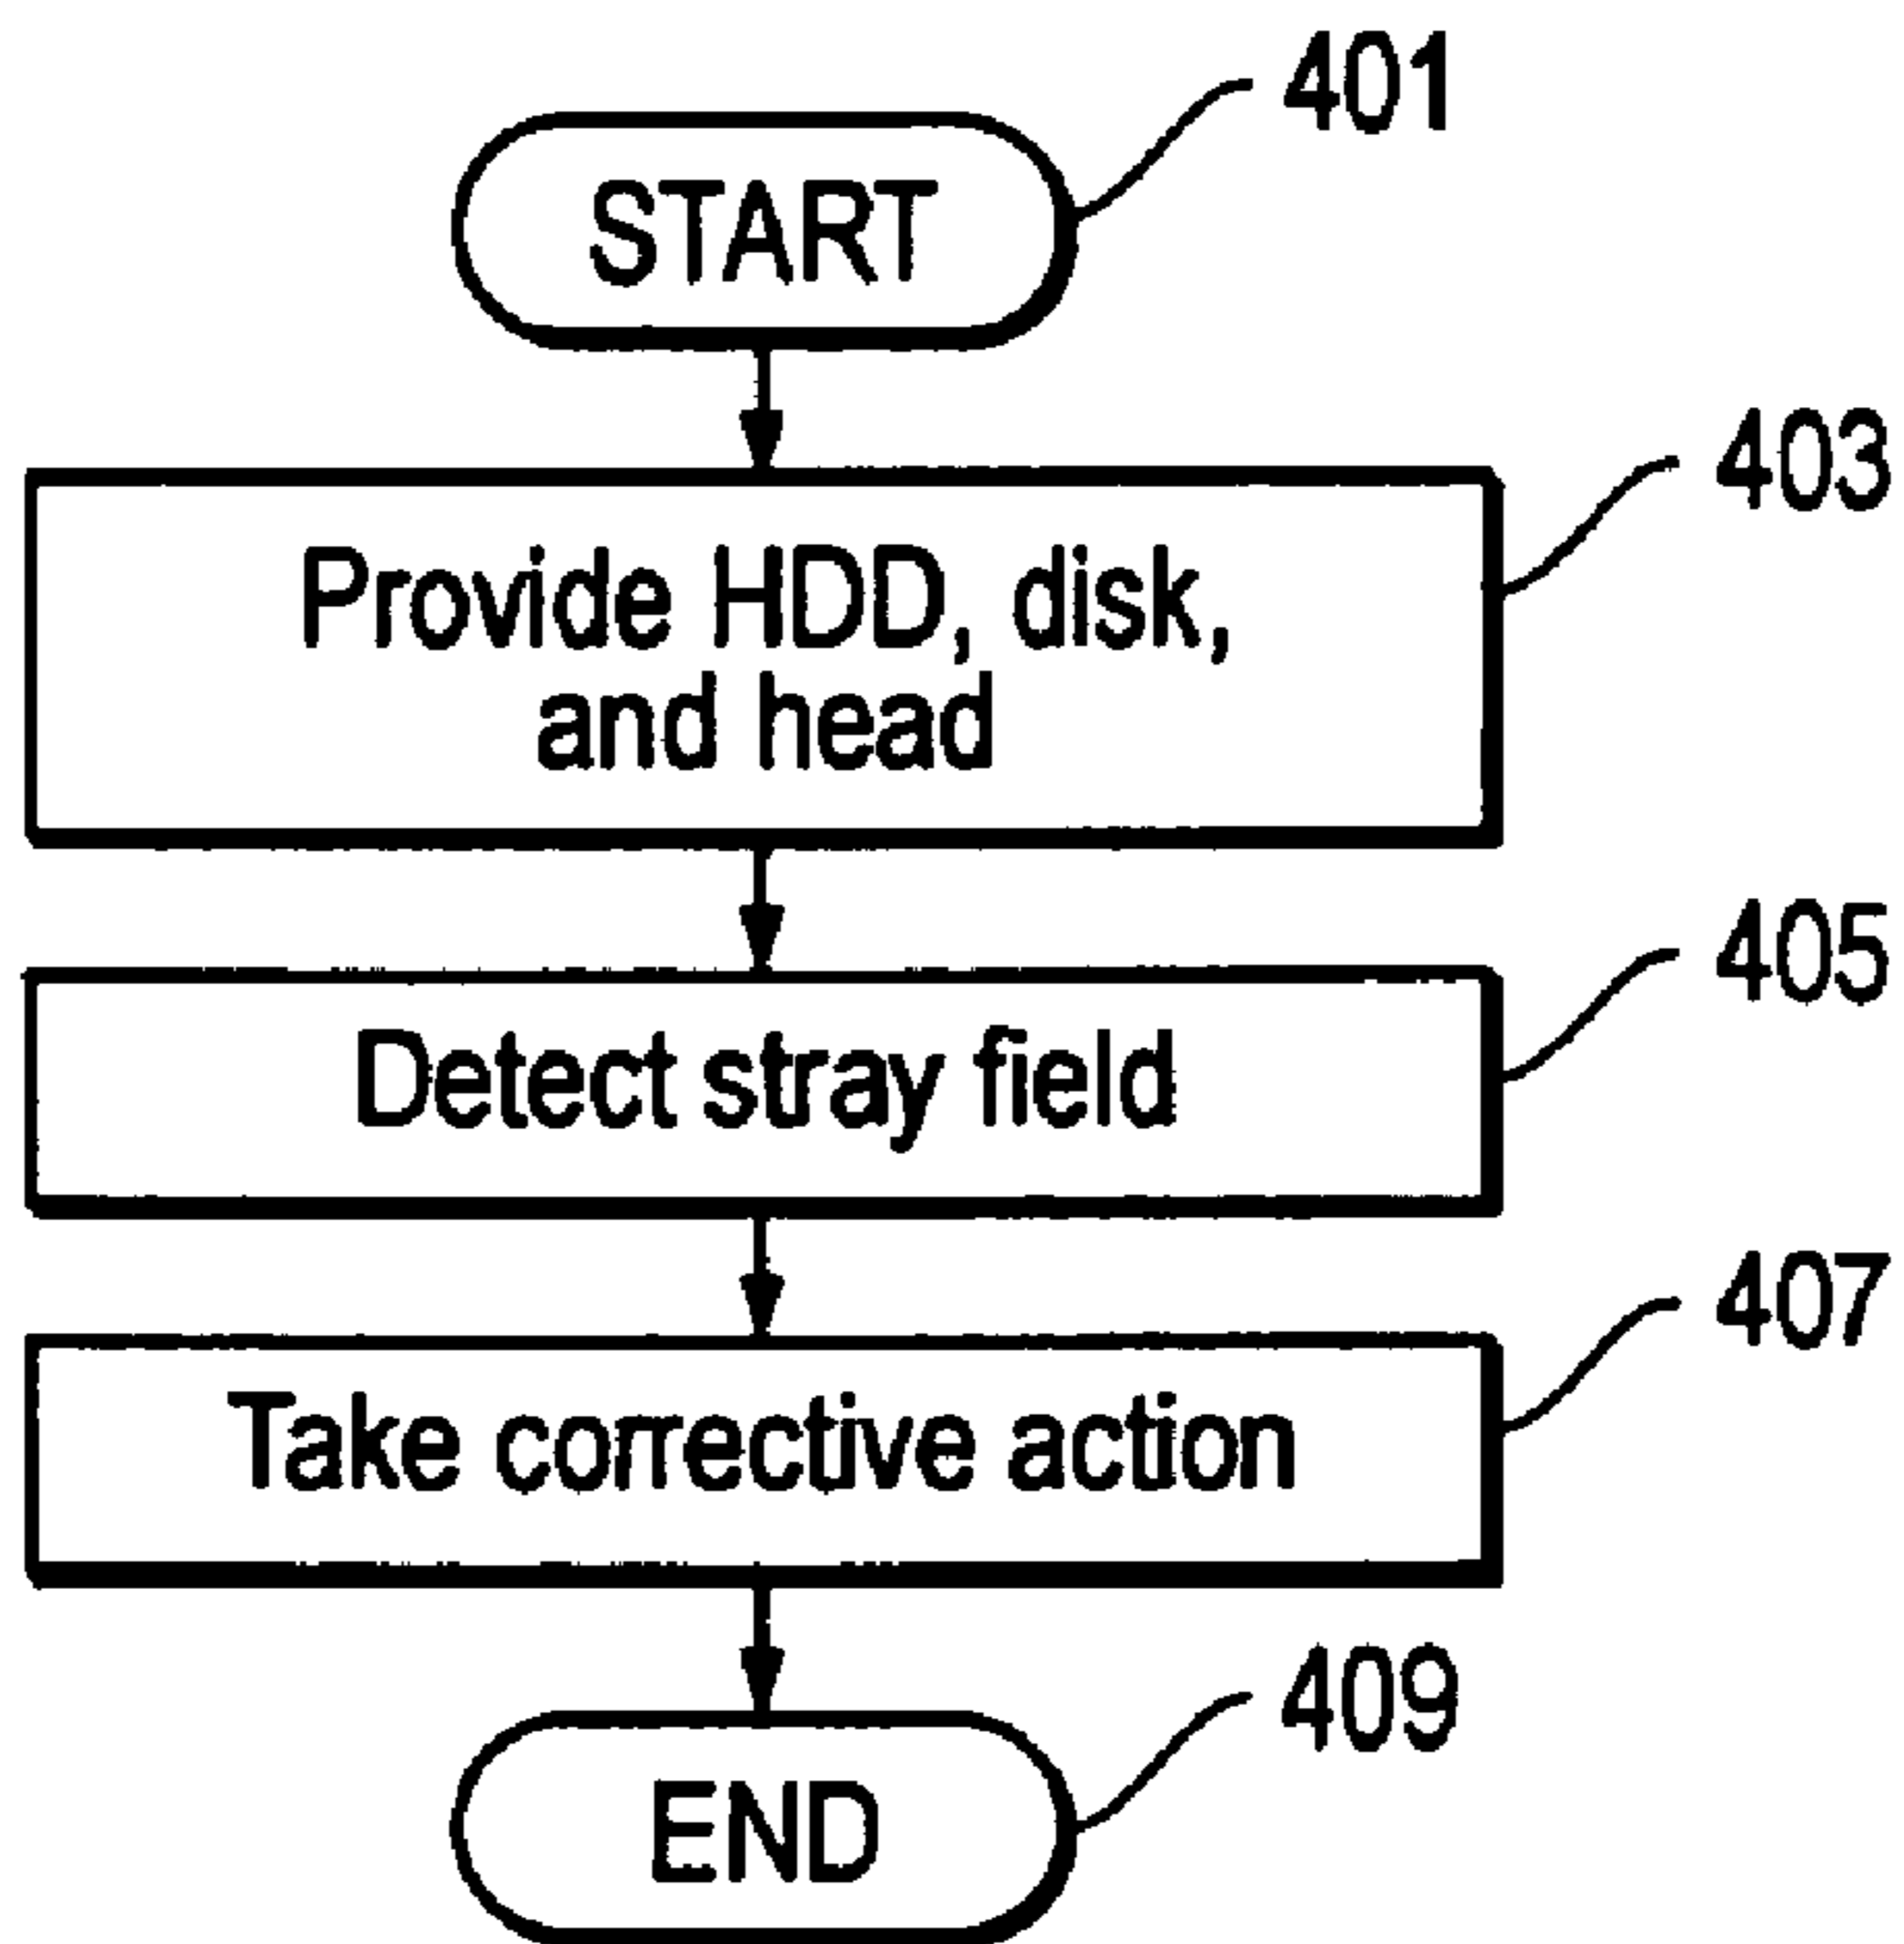 401
START
403
Provide HDD, disk,
and head
405
Detect stray field
407
Take corrective action
409
END